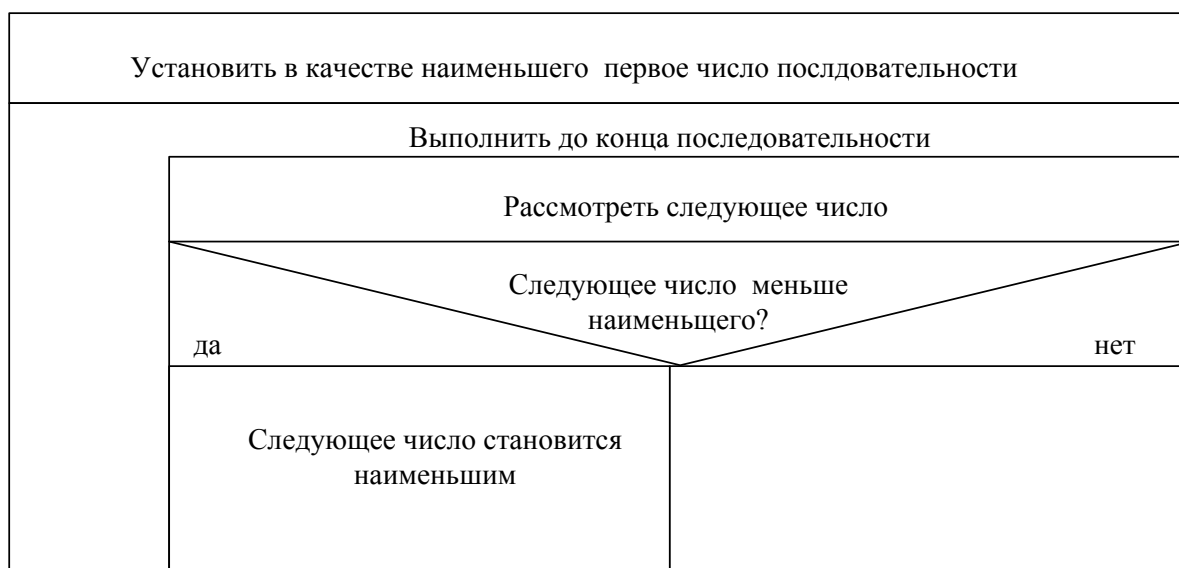 Установить в качестве наименьшего первое число послдовательности
Выполнить до конца последовательности
Рассмотреть следующее число
Следующее число меньше
наименьщего?
да
нет
Следующее число становится
наименьшим